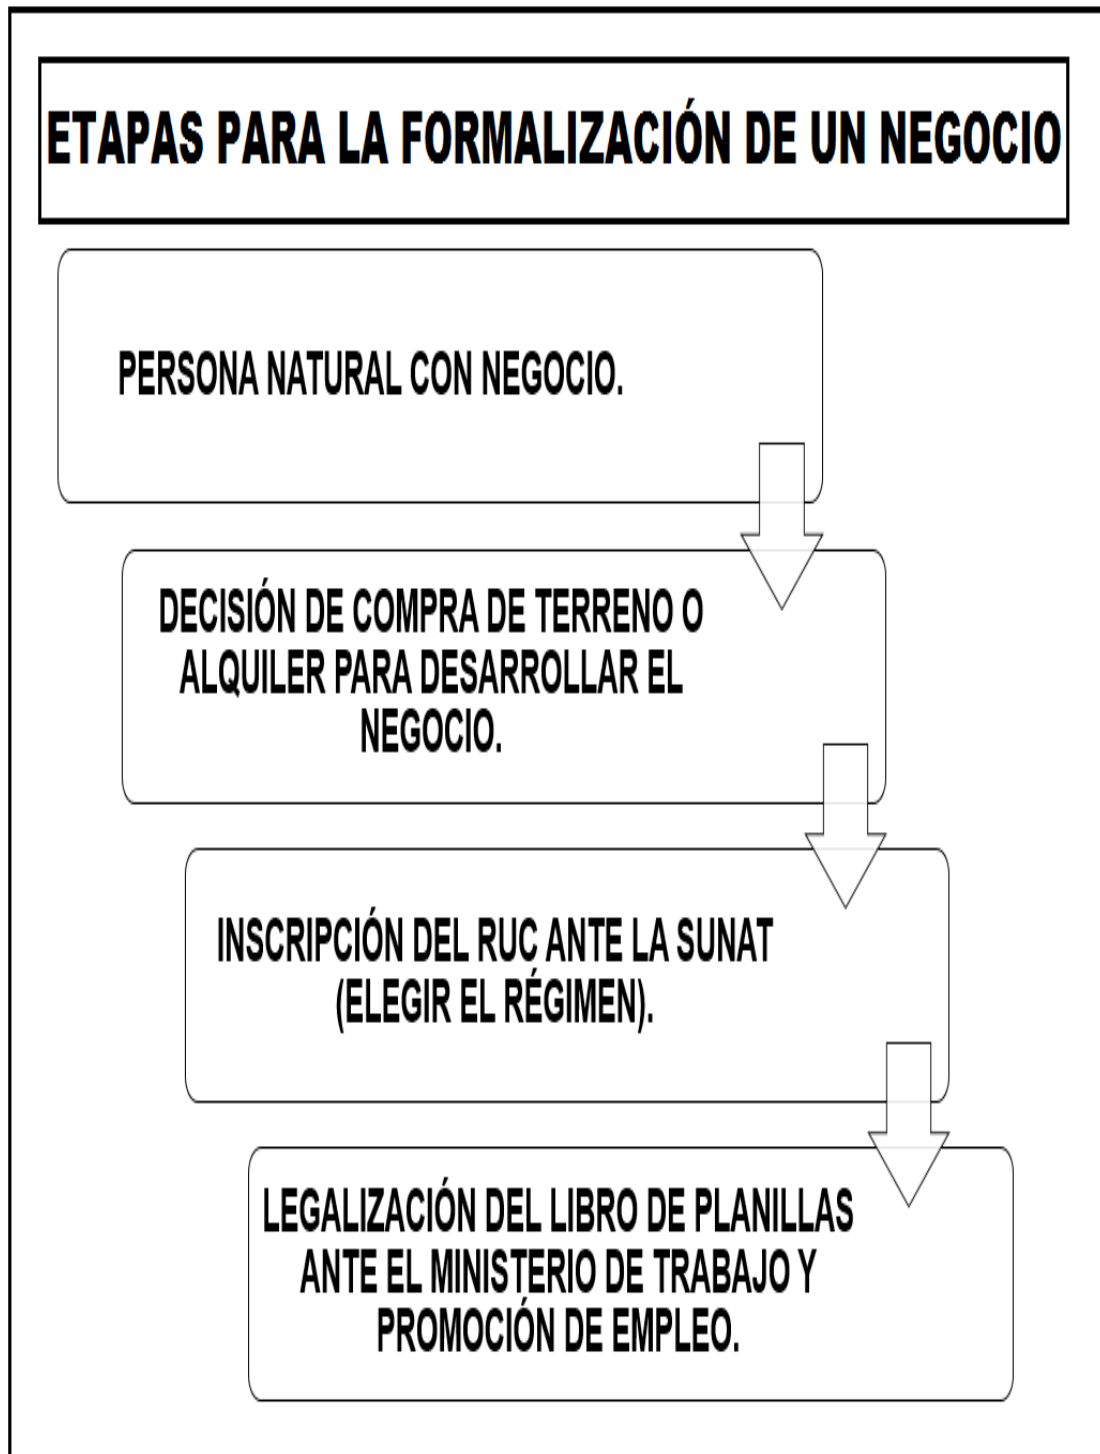 ETAPAS PARA LA FORMALIZACIÓN DE UN NEGOCIO
PERSONA NATURAL CON NEGOCIO.
DECISIÓN DE COMPRA DE TERRENO O
ALQUILER PARA DESARROLLAR EL
NEGOCIO.
INSCRIPCIÓN DEL RUC ANTE LA SUNAT
(ELEGIR EL RÉGIMEN).
LEGALIZACIÓN DEL LIBRO DE PLANILLAS
ANTE EL MINISTERIO DE TRABAJO Y
PROMOCIÓN DE EMPLEO.